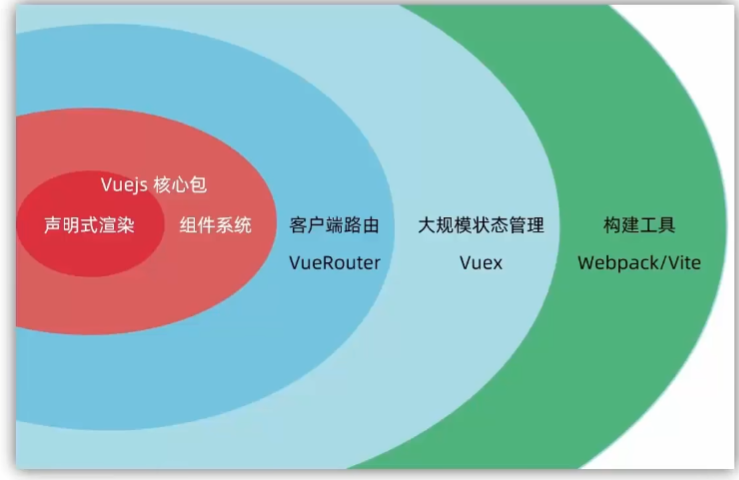 Vuejs 核心包
声明式渲染
组件系统
客户端路由
VueRouter
大规模状态管理
Vuex
构建工具
Webpack/Vite